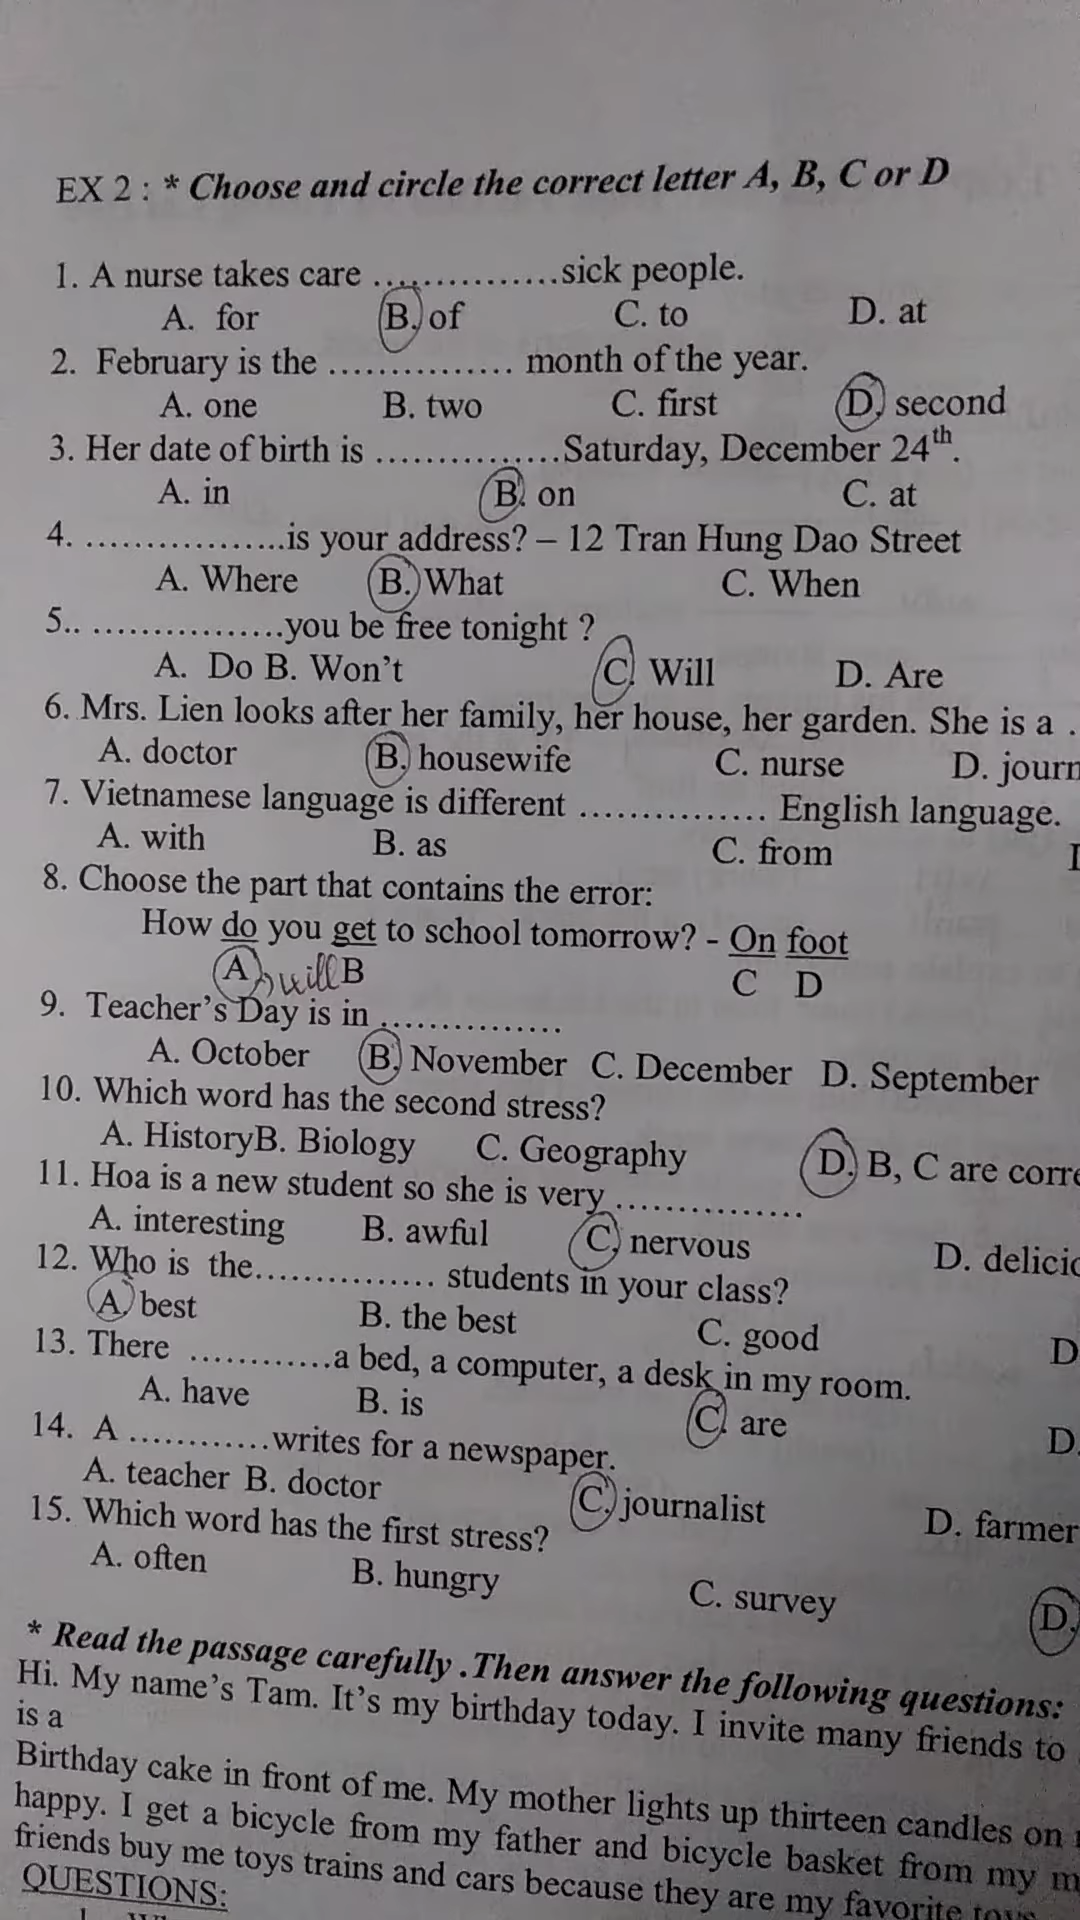 EX 2 : * Choose and circle the correct letter A, B, C or D
1. A nurse takes care ...............sick people.
A. for B. of C. to D. at
2. February is the ............... month of the year.
A. one B. two C. first D. second
3. Her date of birth is ...............Saturday, December 24th.
A. in B. on C. at
4. .................is your address? – 12 Tran Hung Dao Street
A. Where B. What C. When
5.. ................you be free tonight ?
A. Do B. Won't C. Will D. Are
6. Mrs. Lien looks after her family, her house, her garden. She is a .
A. doctor B. housewife C. nurse D. journ
7. Vietnamese language is different ............... English language.
A. with B. as C. from
8. Choose the part that contains the error:
How do you get to school tomorrow? - On foot
A will B C D
9. Teacher's Day is in ...............
A. October B. November C. December D. September
10. Which word has the second stress?
A. HistoryB. Biology C. Geography D. B, C are corre
11. Hoa is a new student so she is very ...............
A. interesting B. awful C. nervous D. delicio
12. Who is the............... students in your class?
A. best B. the best C. good D
13. There ............a bed, a computer, a desk in my room.
A. have B. is C. are D.
14. A ............writes for a newspaper.
A. teacher B. doctor C. journalist D. farmer
15. Which word has the first stress?
A. often B. hungry C. survey D.
* Read the passage carefully .Then answer the following questions:
Hi. My name's Tam. It's my birthday today. I invite many friends to
is a
Birthday cake in front of me. My mother lights up thirteen candles on
happy. I get a bicycle from my father and bicycle basket from my m
friends buy me toys trains and cars because they are my favorite toys
QUESTIONS: